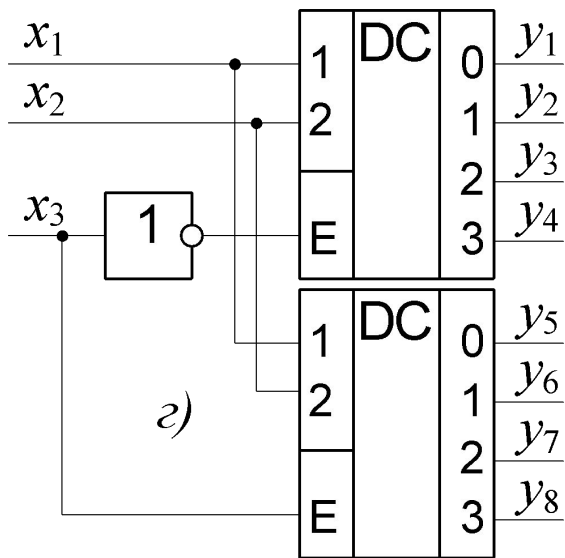 x1 1 DC 0 y1
x2 2 1 y2
2 y3
x3 1 E 3 y4
1 DC 0 y5
2 1 y6
г) 2 y7
E 3 y8